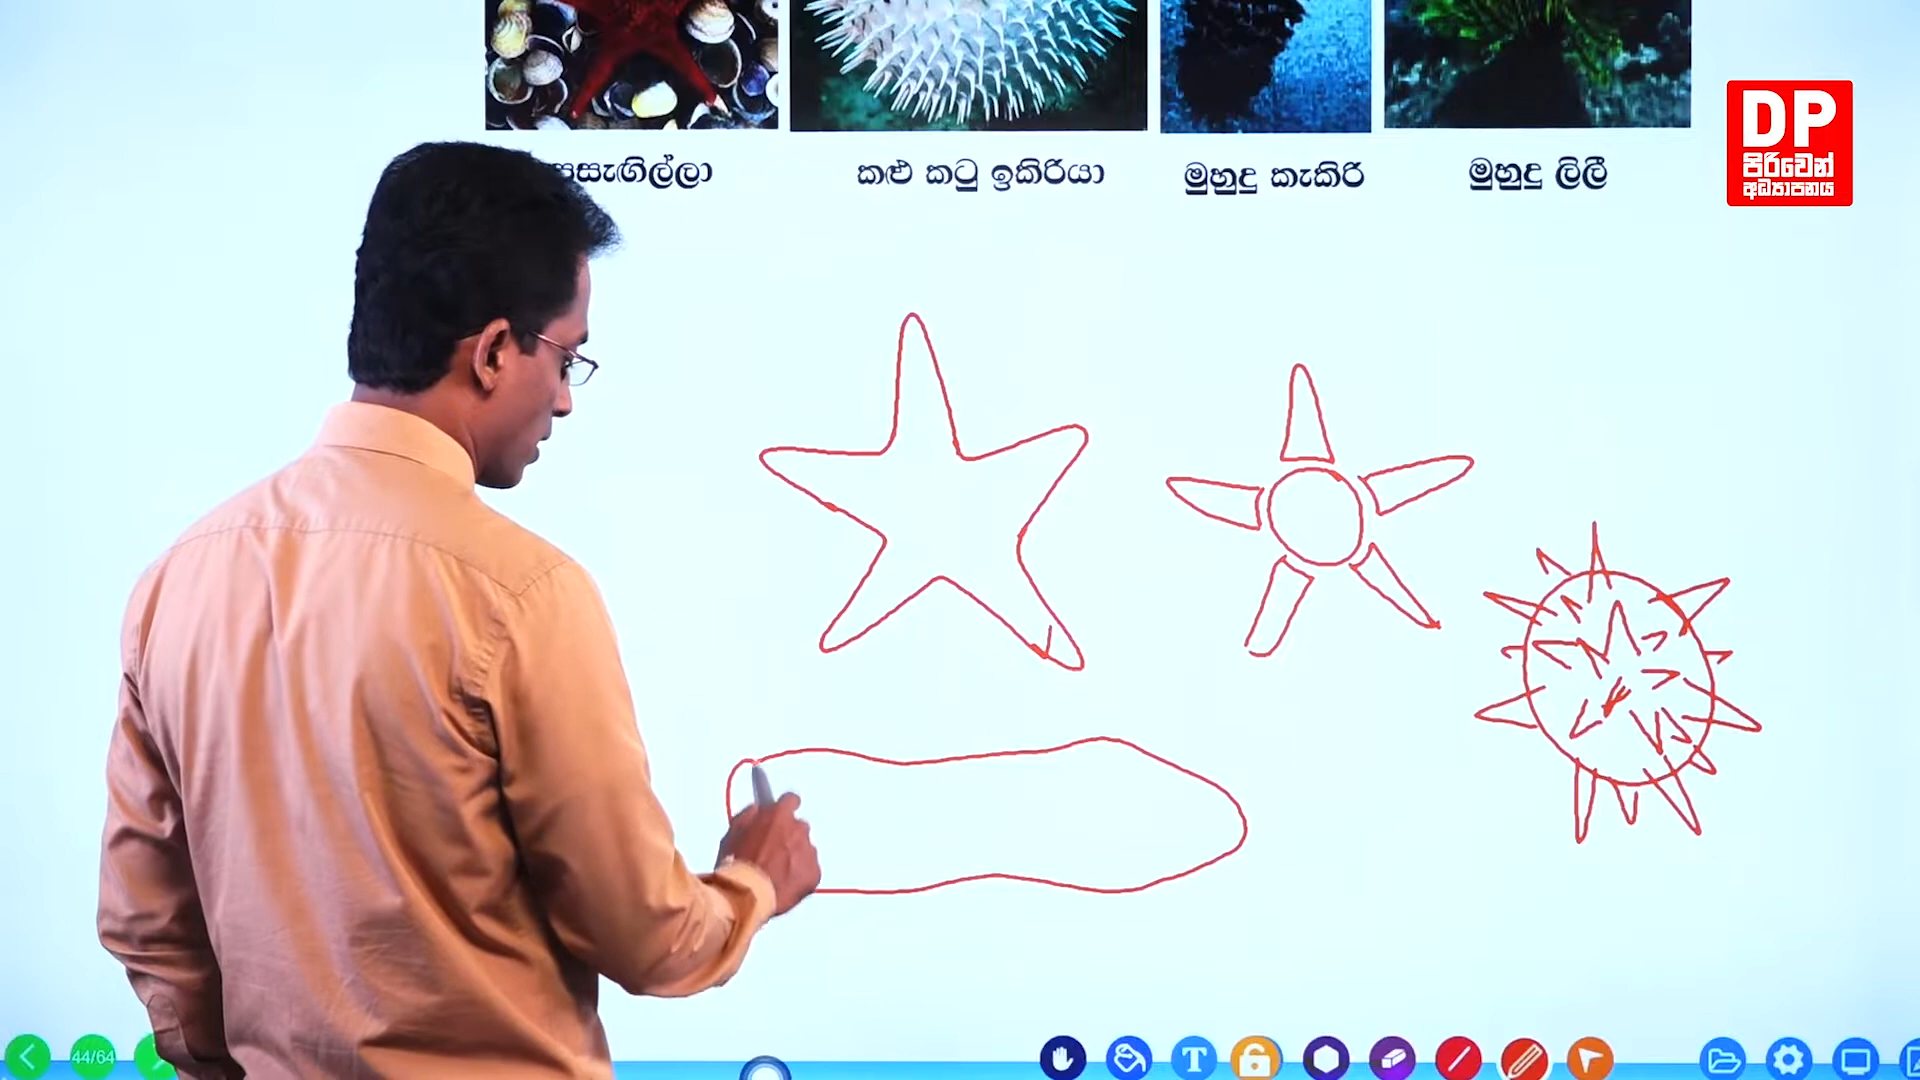 DP
පිරිවෙන්
අධ්‍යාපනය
කළු කටු ඉකිරියා
මුහුදු කැකිරි
මුහුදු ලිලී
44/64
T